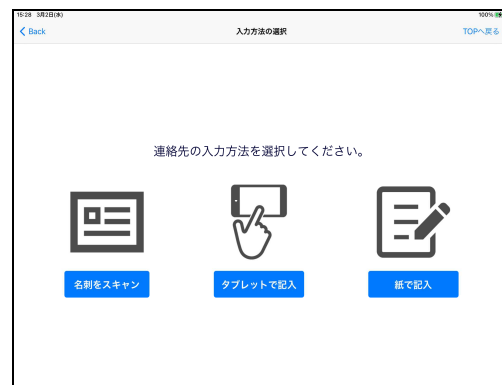 15:28 3月2日(水) 100%
Back 入力方法の選択 TOPへ戻る
連絡先の入力方法を選択してください。
名刺をスキャン タブレットで記入 紙で記入